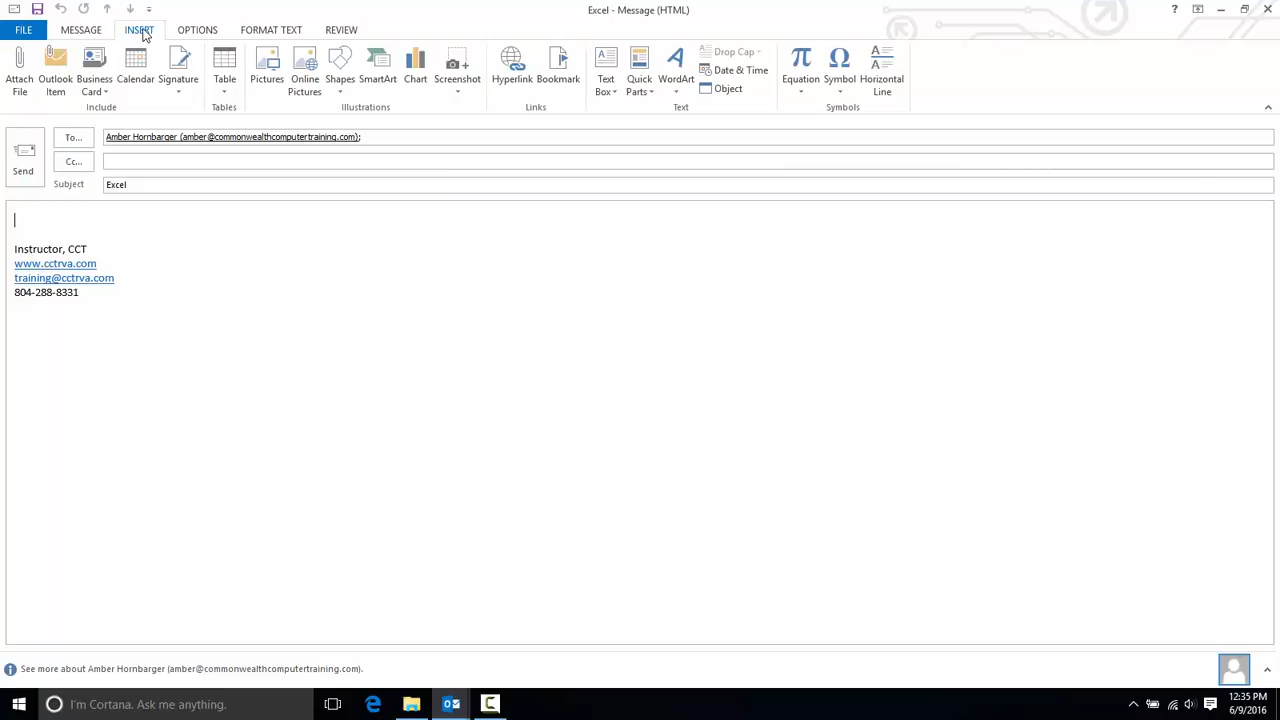 Excel - Message (HTML)
FILE MESSAGE INSERT OPTIONS FORMAT TEXT REVIEW
Attach File
Outlook Item
Business Card
Calendar
Signature
Table
Pictures
Online Pictures
Shapes
SmartArt
Chart
Screenshot
Hyperlink
Bookmark
Text Box
Quick Parts
WordArt
Drop Cap
Date & Time
Object
Equation
Symbol
Horizontal Line
Include Tables Illustrations Links Text Symbols
Send
To... Amber Hornbarger (amber@commonwealthcomputertraining.com);
Cc...
Subject Excel
Instructor, CCT
www.cctrva.com
training@cctrva.com
804-288-8331
See more about Amber Hornbarger (amber@commonwealthcomputertraining.com).
I'm Cortana. Ask me anything.
12:35 PM
6/9/2016